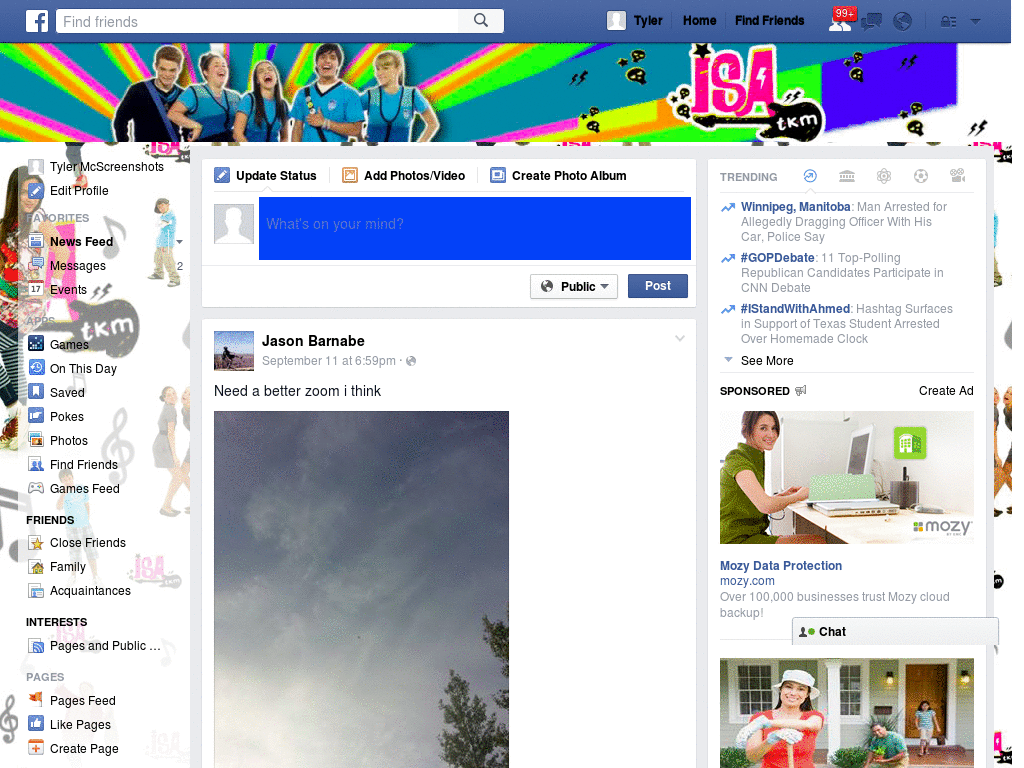 Find friends
Tyler
Home
Find Friends
99+
ISA
tkm
Tyler McScreenshots
Edit Profile
FAVORITES
News Feed
Messages
2
17
Events
APPS
Games
On This Day
Saved
Pokes
Photos
Find Friends
Games Feed
FRIENDS
Close Friends
Family
Acquaintances
INTERESTS
Pages and Public ...
PAGES
Pages Feed
Like Pages
Create Page
tkm
ISA
Update Status
Add Photos/Video
Create Photo Album
What's on your mind?
Public
Post
Jason Barnabe
September 11 at 6:59pm ·
Need a better zoom i think
TRENDING
Winnipeg, Manitoba: Man Arrested for
Allegedly Dragging Officer With His
Car, Police Say
#GOPDebate: 11 Top-Polling
Republican Candidates Participate in
CNN Debate
#IStandWithAhmed: Hashtag Surfaces
in Support of Texas Student Arrested
Over Homemade Clock
See More
SPONSORED
Create Ad
mozy
Mozy Data Protection
mozy.com
Over 100,000 businesses trust Mozy cloud
backup!
Chat